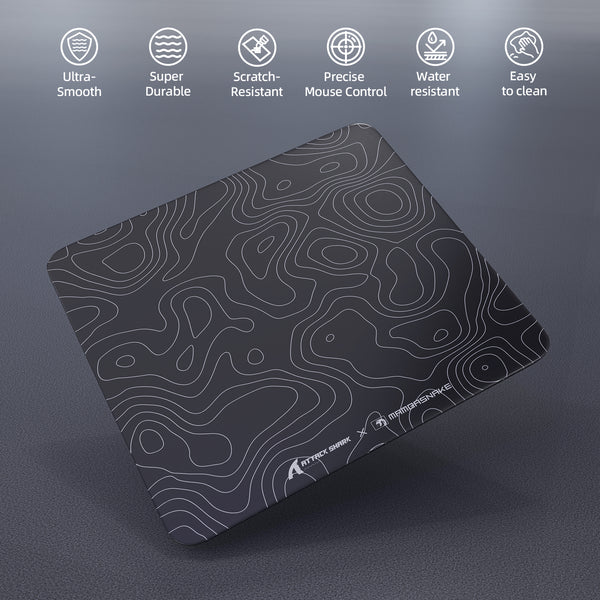 Ultra-
Smooth
Super
Durable
Scratch-
Resistant
Precise
Mouse Control
Water
resistant
Easy
to clean
ATTACK SHARK X MAMBASNAKE